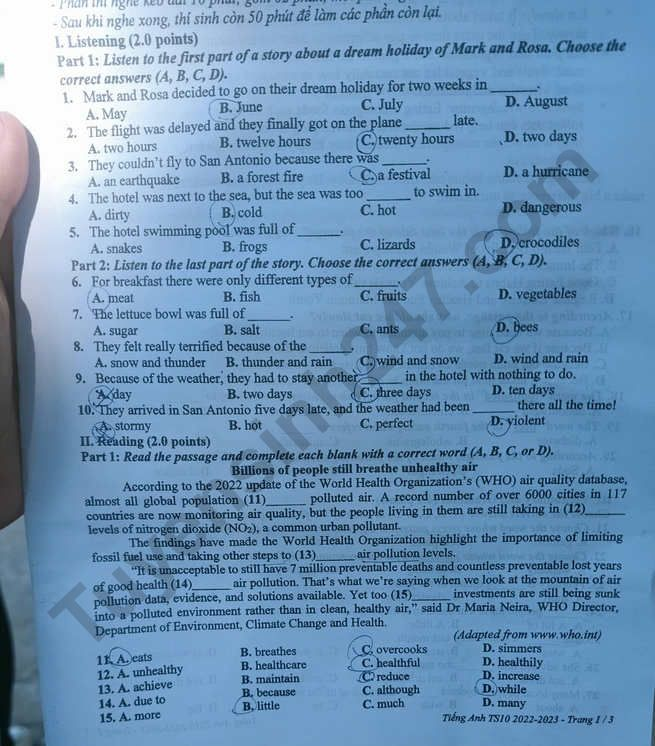 - Phần thi nghe kéo dài 10 phút, gồm 02 phần,
- Sau khi nghe xong, thí sinh còn 50 phút để làm các phần còn lại.
I. Listening (2.0 points)
Part 1: Listen to the first part of a story about a dream holiday of Mark and Rosa. Choose the
correct answers (A, B, C, D).
1. Mark and Rosa decided to go on their dream holiday for two weeks in ______.
A. May B. June C. July D. August
2. The flight was delayed and they finally got on the plane ______ late.
A. two hours B. twelve hours C. twenty hours D. two days
3. They couldn't fly to San Antonio because there was ______.
A. an earthquake B. a forest fire C. a festival D. a hurricane
4. The hotel was next to the sea, but the sea was too ______ to swim in.
A. dirty B. cold C. hot D. dangerous
5. The hotel swimming pool was full of ______.
A. snakes B. frogs C. lizards D. crocodiles
Part 2: Listen to the last part of the story. Choose the correct answers (A, B, C, D).
6. For breakfast there were only different types of ______.
A. meat B. fish C. fruits D. vegetables
7. The lettuce bowl was full of ______.
A. sugar B. salt C. ants D. bees
8. They felt really terrified because of the ______.
A. snow and thunder B. thunder and rain C. wind and snow D. wind and rain
9. Because of the weather, they had to stay another ______ in the hotel with nothing to do.
A. day B. two days C. three days D. ten days
10. They arrived in San Antonio five days late, and the weather had been ______ there all the time!
A. stormy B. hot C. perfect D. violent
II. Reading (2.0 points)
Part 1: Read the passage and complete each blank with a correct word (A, B, C, or D).
Billions of people still breathe unhealthy air
According to the 2022 update of the World Health Organization's (WHO) air quality database,
almost all global population (11)______ polluted air. A record number of over 6000 cities in 117
countries are now monitoring air quality, but the people living in them are still taking in (12)______
levels of nitrogen dioxide (NO₂), a common urban pollutant.
The findings have made the World Health Organization highlight the importance of limiting
fossil fuel use and taking other steps to (13)______ air pollution levels.
"It is unacceptable to still have 7 million preventable deaths and countless preventable lost years
of good health (14)______ air pollution. That's what we're saying when we look at the mountain of air
pollution data, evidence, and solutions available. Yet too (15)______ investments are still being sunk
into a polluted environment rather than in clean, healthy air," said Dr Maria Neira, WHO Director,
Department of Environment, Climate Change and Health.
(Adapted from www.who.int)
11. A. eats B. breathes C. overcooks D. simmers
12. A. unhealthy B. healthcare C. healthful D. healthily
13. A. achieve B. maintain C. reduce D. increase
14. A. due to B. because C. although D. while
15. A. more B. little C. much D. many
Tiếng Anh TS10 2022-2023 - Trang 1 / 3
Tuyensinh247.com